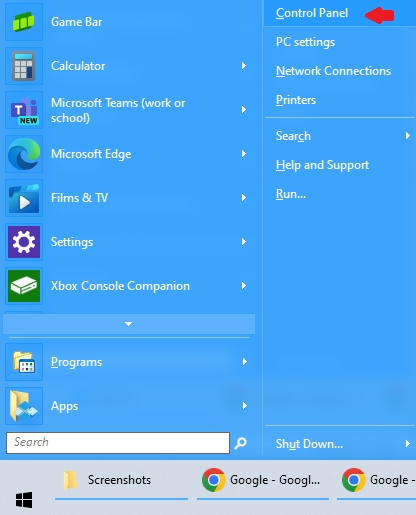 Game Bar
Calculator
Microsoft Teams (work or
school)
NEW
Microsoft Edge
Films & TV
Settings
Xbox Console Companion
Programs
Apps
Search
Control Panel
PC settings
Network Connections
Printers
Search
Help and Support
Run...
Shut Down...
Screenshots
Google - Googl...
Google -